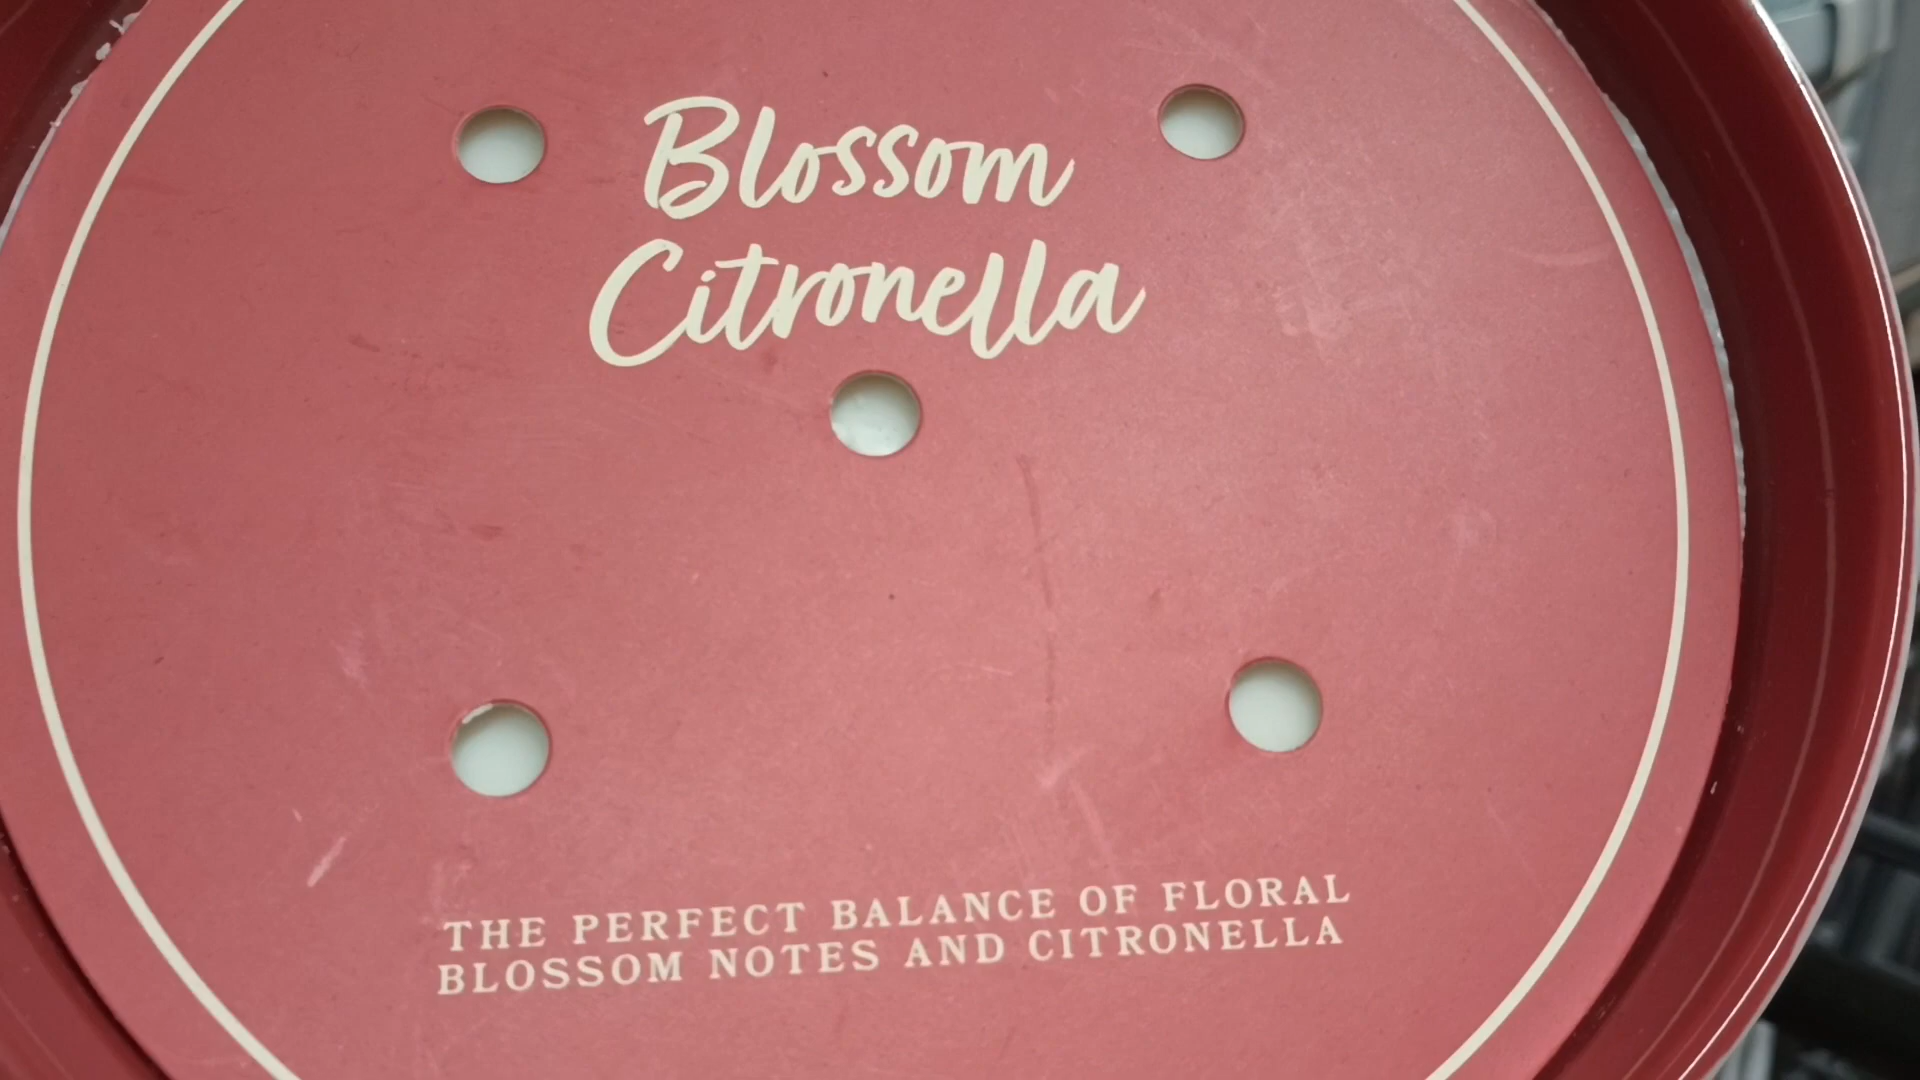 Blossom
Citronella
THE PERFECT BALANCE OF FLORAL
BLOSSOM NOTES AND CITRONELLA